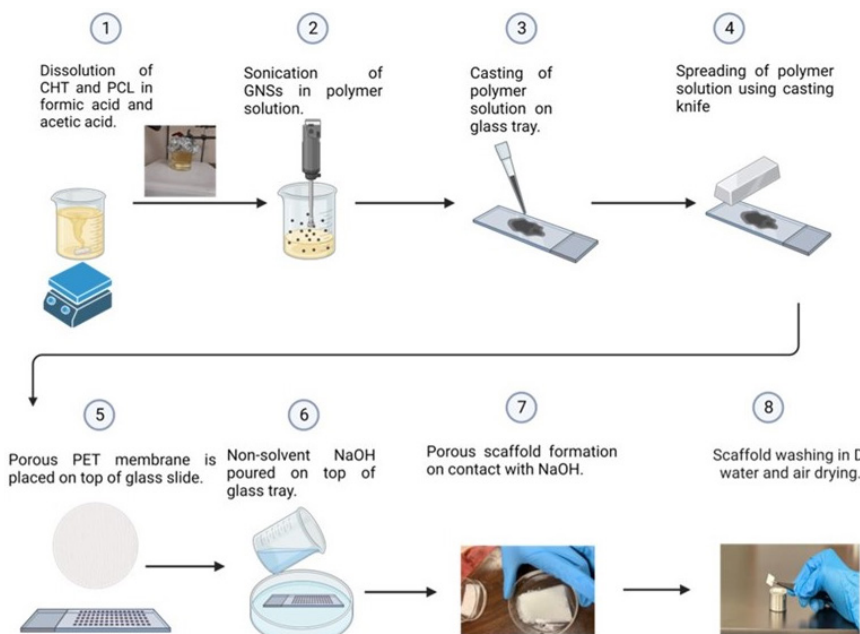 1
Dissolution of
CHT and PCL in
formic acid and
acetic acid.
2
Sonication of
GNSs in polymer
solution.
3
Casting of
polymer
solution on
glass tray.
4
Spreading of polymer
solution using casting
knife
5
Porous PET membrane is
placed on top of glass slide.
6
Non-solvent NaOH
poured on top of
glass tray.
7
Porous scaffold formation
on contact with NaOH.
8
Scaffold washing in
water and air drying.